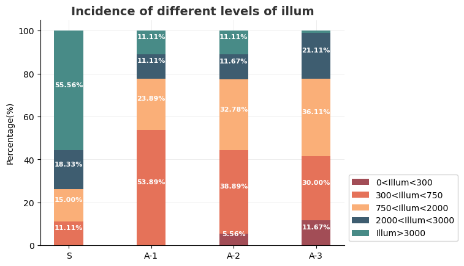 Incidence of different levels of illum
Percentage(%)
100
80
60
40
20
0
55.56%
18.33%
15.00%
11.11%
11.11%
11.11%
23.89%
53.89%
11.11%
11.67%
32.78%
38.89%
5.56%
21.11%
36.11%
30.00%
11.67%
S
A-1
A-2
A-3
0<Illum<300
300<Illum<750
750<Illum<2000
2000<Illum<3000
Illum>3000